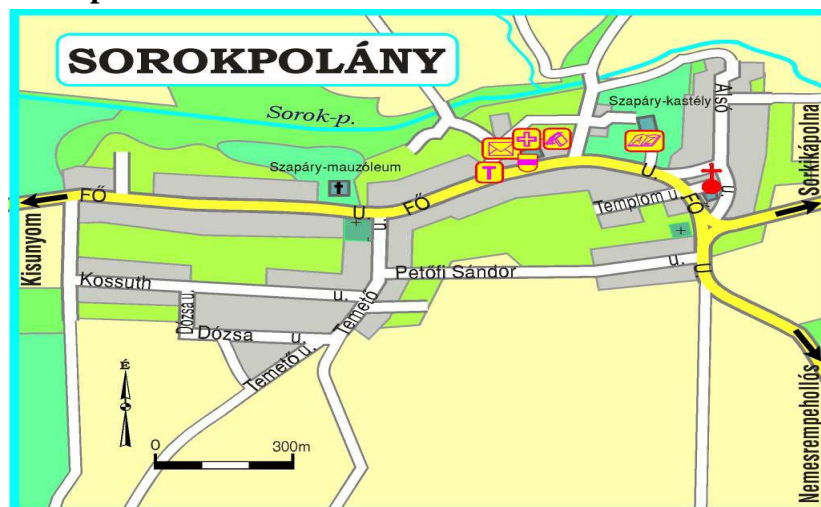 SOROKPOLÁNY
Sorok-p.
Szapáry-kastély
Alsó
u.
Szapáry-mauzóleum
T
FŐ U. FŐ U. FŐ U.
Templom u.
Kisunyom
Sorkikápolna
Kossuth u.
Petőfi Sándor u.
Temető u.
Dózsa u.
Dózsa u.
Temető u.
É
0 300m
Nemesrempehollós